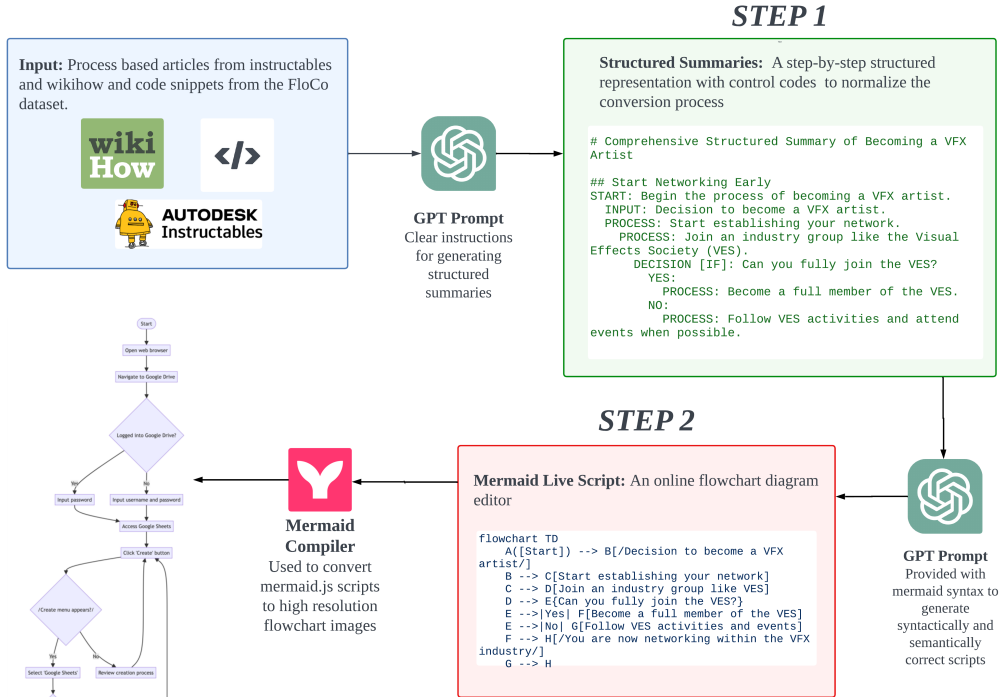 STEP 1
Input: Process based articles from instructables
and wikihow and code snippets from the FloCo
dataset.
wiki
How
</>
AUTODESK
Instructables
GPT Prompt
Clear instructions
for generating
structured
summaries
Structured Summaries: A step-by-step structured
representation with control codes to normalize the
conversion process
# Comprehensive Structured Summary of Becoming a VFX
Artist
## Start Networking Early
START: Begin the process of becoming a VFX artist.
INPUT: Decision to become a VFX artist.
PROCESS: Start establishing your network.
PROCESS: Join an industry group like the Visual
Effects Society (VES).
DECISION [IF]: Can you fully join the VES?
YES:
PROCESS: Become a full member of the VES.
NO:
PROCESS: Follow VES activities and attend
events when possible.
STEP 2
GPT Prompt
Provided with
mermaid syntax to
generate
syntactically and
semantically
correct scripts
Mermaid Live Script: An online flowchart diagram
editor
flowchart TD
A([Start]) --> B[/Decision to become a VFX
artist/]
B --> C[Start establishing your network]
C --> D[Join an industry group like VES]
D --> E{Can you fully join the VES?}
E -->|Yes| F[Become a full member of the VES]
E -->|No| G[Follow VES activities and events]
F --> H[/You are now networking within the VFX
industry/]
G --> H
Mermaid
Compiler
Used to convert
mermaid.js scripts
to high resolution
flowchart images
Start
Open web browser
Navigate to Google Drive
Logged into Google Drive?
Yes
No
Input password
Input username and password
Access Google Sheets
Click 'Create' button
/Create menu appears?/
Yes
No
Select 'Google Sheets'
Review creation process